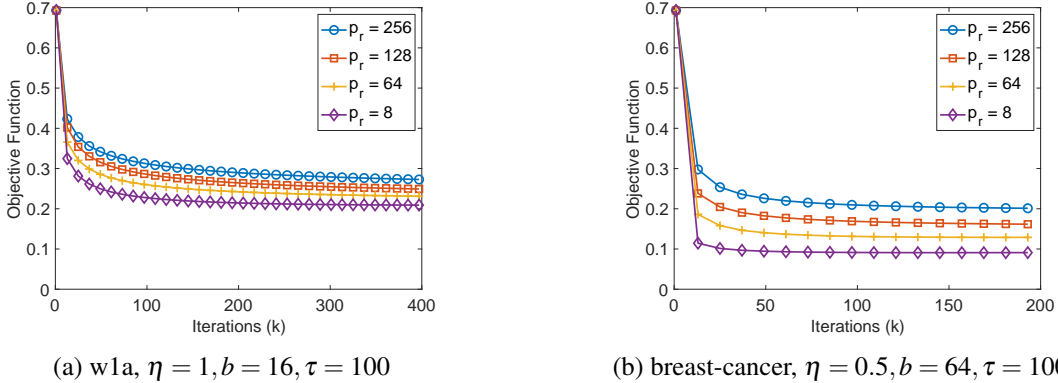 0.7
0.6
0.5
0.4
0.3
0.2
0.1
0
Objective Function
0 100 200 300 400
Iterations (k)
p_r = 256
p_r = 128
p_r = 64
p_r = 8
(a) w1a, η = 1, b = 16, τ = 100
0.7
0.6
0.5
0.4
0.3
0.2
0.1
0
Objective Function
0 50 100 150 200
Iterations (k)
p_r = 256
p_r = 128
p_r = 64
p_r = 8
(b) breast-cancer, η = 0.5, b = 64, τ = 100